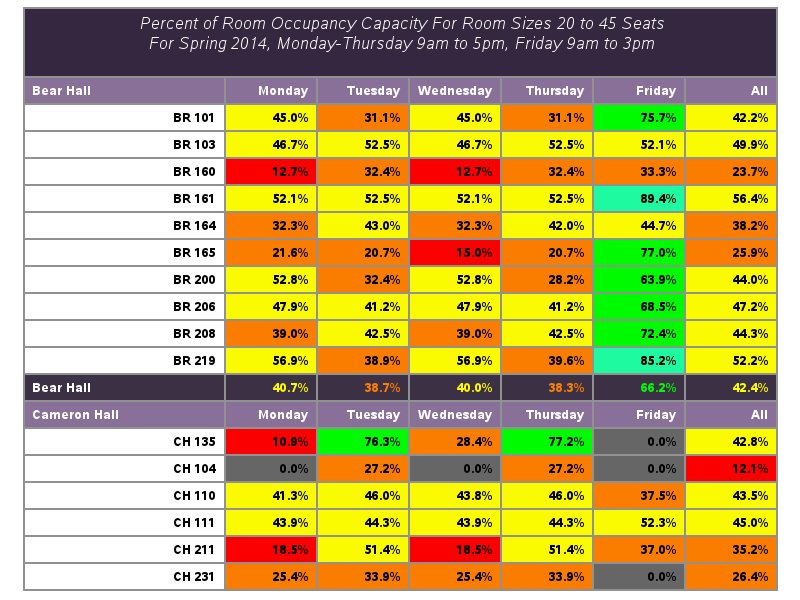 Percent of Room Occupancy Capacity For Room Sizes 20 to 45 Seats
For Spring 2014, Monday-Thursday 9am to 5pm, Friday 9am to 3pm
Bear Hall Monday Tuesday Wednesday Thursday Friday All
BR 101 45.0% 31.1% 45.0% 31.1% 75.7% 42.2%
BR 103 46.7% 52.5% 46.7% 52.5% 52.1% 49.9%
BR 160 12.7% 32.4% 12.7% 32.4% 33.3% 23.7%
BR 161 52.1% 52.5% 52.1% 52.5% 89.4% 56.4%
BR 164 32.3% 43.0% 32.3% 42.0% 44.7% 38.2%
BR 165 21.6% 20.7% 15.0% 20.7% 77.0% 25.9%
BR 200 52.8% 32.4% 52.8% 28.2% 63.9% 44.0%
BR 206 47.9% 41.2% 47.9% 41.2% 68.5% 47.2%
BR 208 39.0% 42.5% 39.0% 42.5% 72.4% 44.3%
BR 219 56.9% 38.9% 56.9% 39.6% 85.2% 52.2%
Bear Hall 40.7% 38.7% 40.0% 38.3% 66.2% 42.4%
Cameron Hall Monday Tuesday Wednesday Thursday Friday All
CH 135 10.9% 76.3% 28.4% 77.2% 0.0% 42.8%
CH 104 0.0% 27.2% 0.0% 27.2% 0.0% 12.1%
CH 110 41.3% 46.0% 43.8% 46.0% 37.5% 43.5%
CH 111 43.9% 44.3% 43.9% 44.3% 52.3% 45.0%
CH 211 18.5% 51.4% 18.5% 51.4% 37.0% 35.2%
CH 231 25.4% 33.9% 25.4% 33.9% 0.0% 26.4%